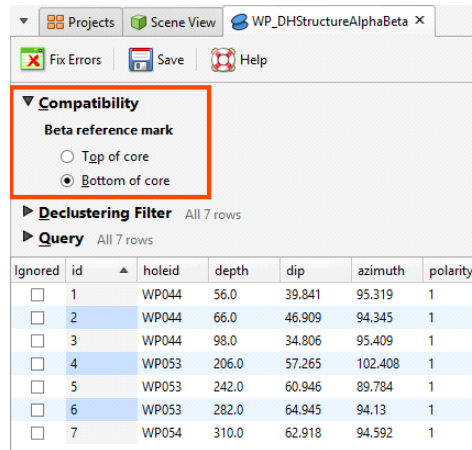 Projects Scene View WP_DHStructureAlphaBeta ×
Fix Errors Save Help
Compatibility
Beta reference mark
Top of core
Bottom of core
Declustering Filter All 7 rows
Query All 7 rows
Ignored id holeid depth dip azimuth polarity
1 WP044 56.0 39.841 95.319 1
2 WP044 66.0 46.909 94.345 1
3 WP044 98.0 34.806 95.409 1
4 WP053 206.0 57.265 102.408 1
5 WP053 242.0 60.946 89.784 1
6 WP053 282.0 64.945 94.13 1
7 WP054 310.0 62.918 94.592 1